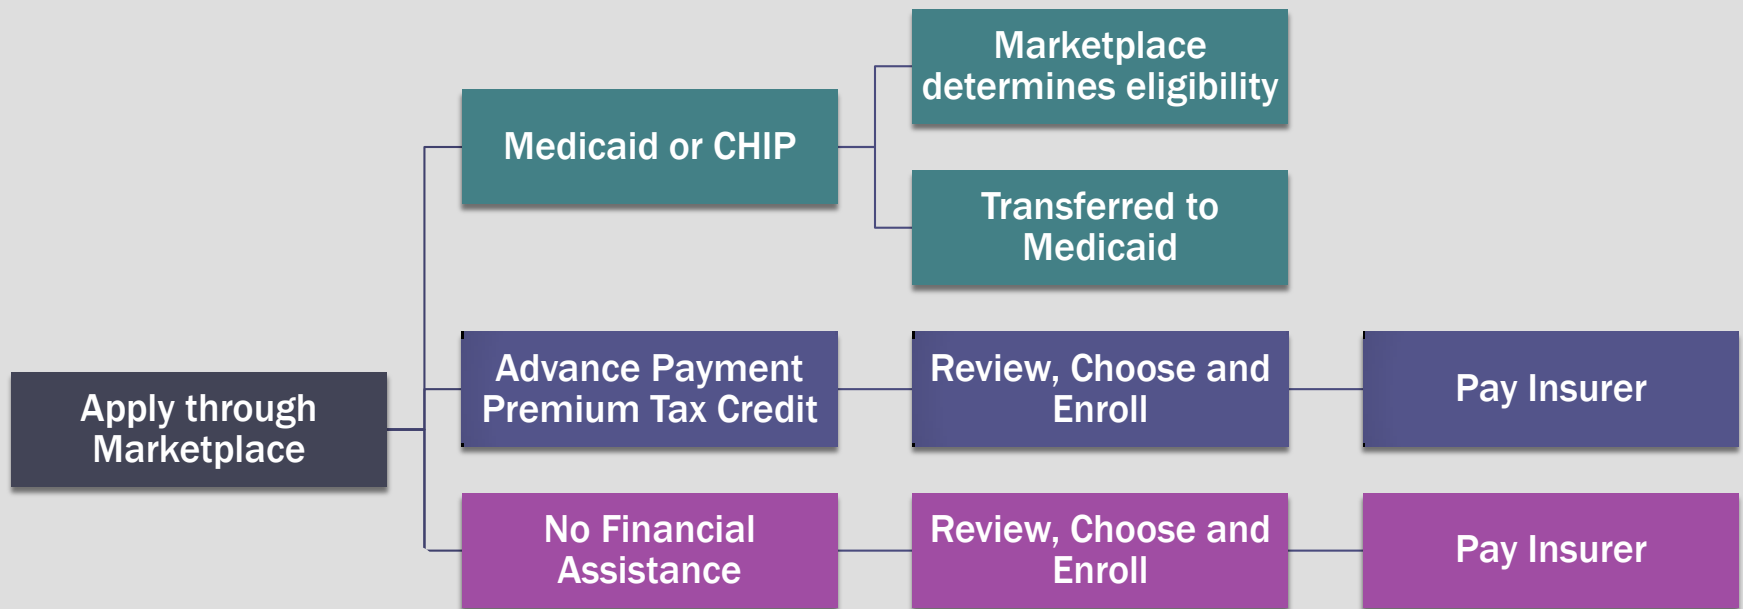 Apply through
Marketplace
Medicaid or CHIP
Marketplace
determines eligibility
Transferred to
Medicaid
Advance Payment
Premium Tax Credit
Review, Choose and
Enroll
Pay Insurer
No Financial
Assistance
Review, Choose and
Enroll
Pay Insurer